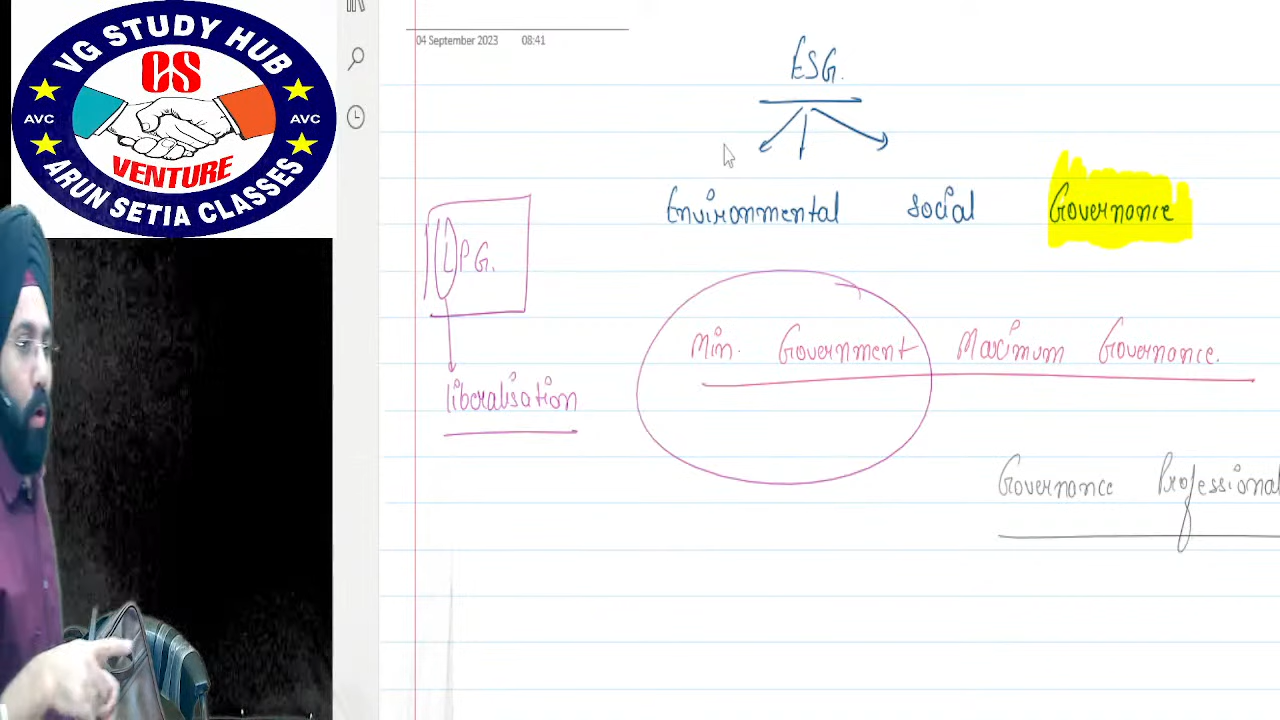 VG STUDY HUB
CS
AVC
AVC
VENTURE
ARUN SETIA CLASSES
04 September 2023 08:41
ESG.
Environmental Social Governance
LPG.
Min. Government Maximum Governance.
liberalisation
Governance Professional